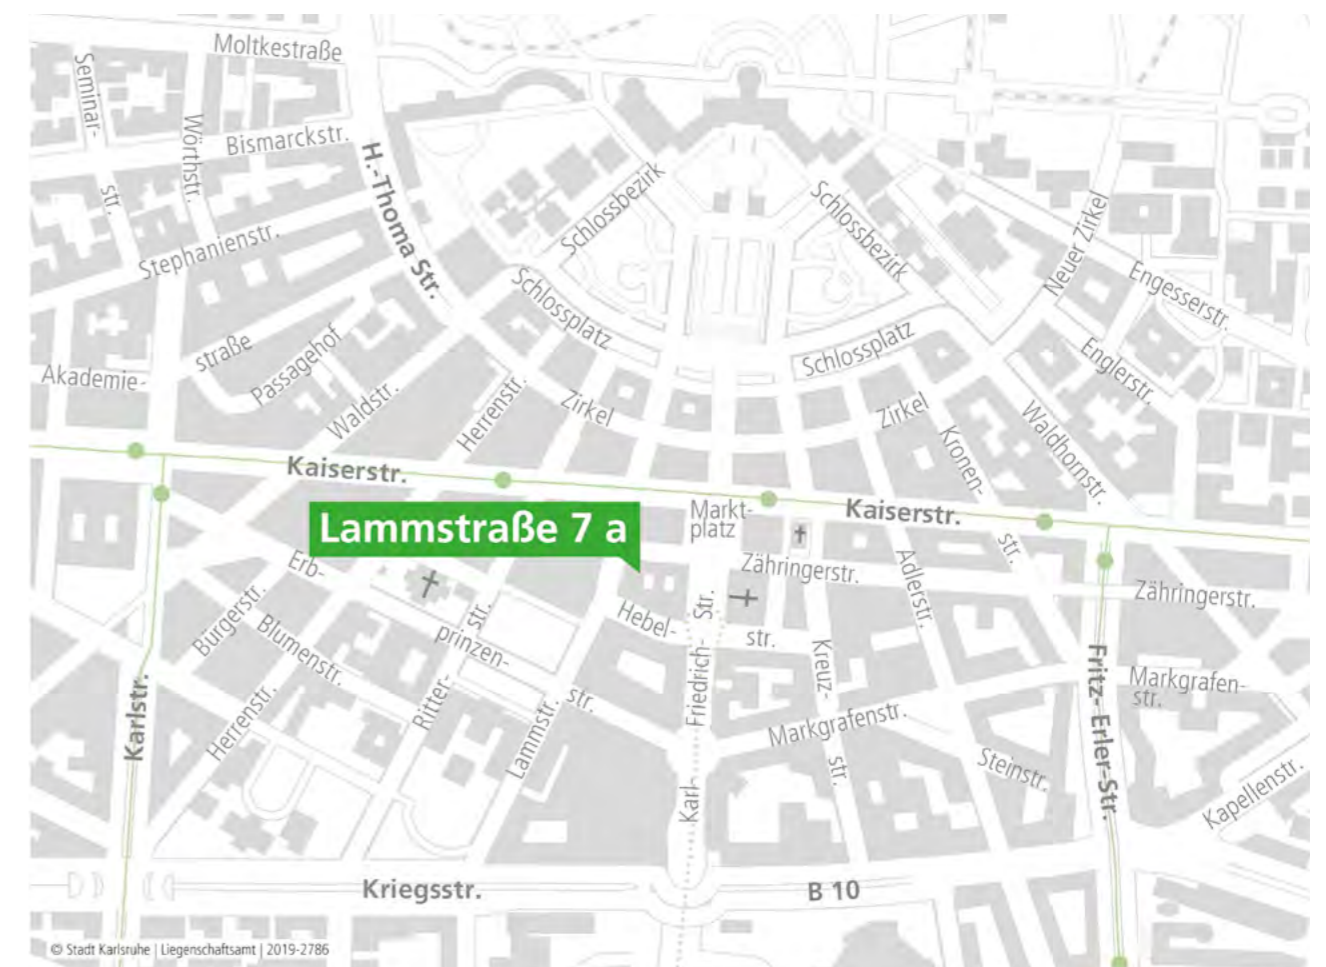 Moltkestraße
Seminar-
str.
Wörthstr.
Bismarckstr.
H.-Thoma Str.
Stephanienstr.
Schlossbezirk
Schlossbezirk
Neuer Zirkel
Engesserstr.
Schlossplatz
Schlossplatz
Englerstr.
Akademie-
straße
Passagehof
Waldstr.
Herrenstr.
Zirkel
Zirkel
Kronen-
str.
Waldhornstr.
Kaiserstr.
Kaiserstr.
Markt-
platz
Lammstraße 7 a
Zähringerstr.
Zähringerstr.
Adlerstr.
Erb-
prinzen-
str.
Bürgerstr.
Blumenstr.
Herrenstr.
Ritter-
str.
Hebel-
str.
Karl-
Friedrich-
Str.
Kreuz-
str.
Lammstr.
Markgrafenstr.
Markgrafen-
str.
Steinstr.
Fritz-Erler-Str.
Kapellenstr.
Karlstr.
Kriegsstr.
B 10
© Stadt Karlsruhe | Liegenschaftsamt | 2019-2786